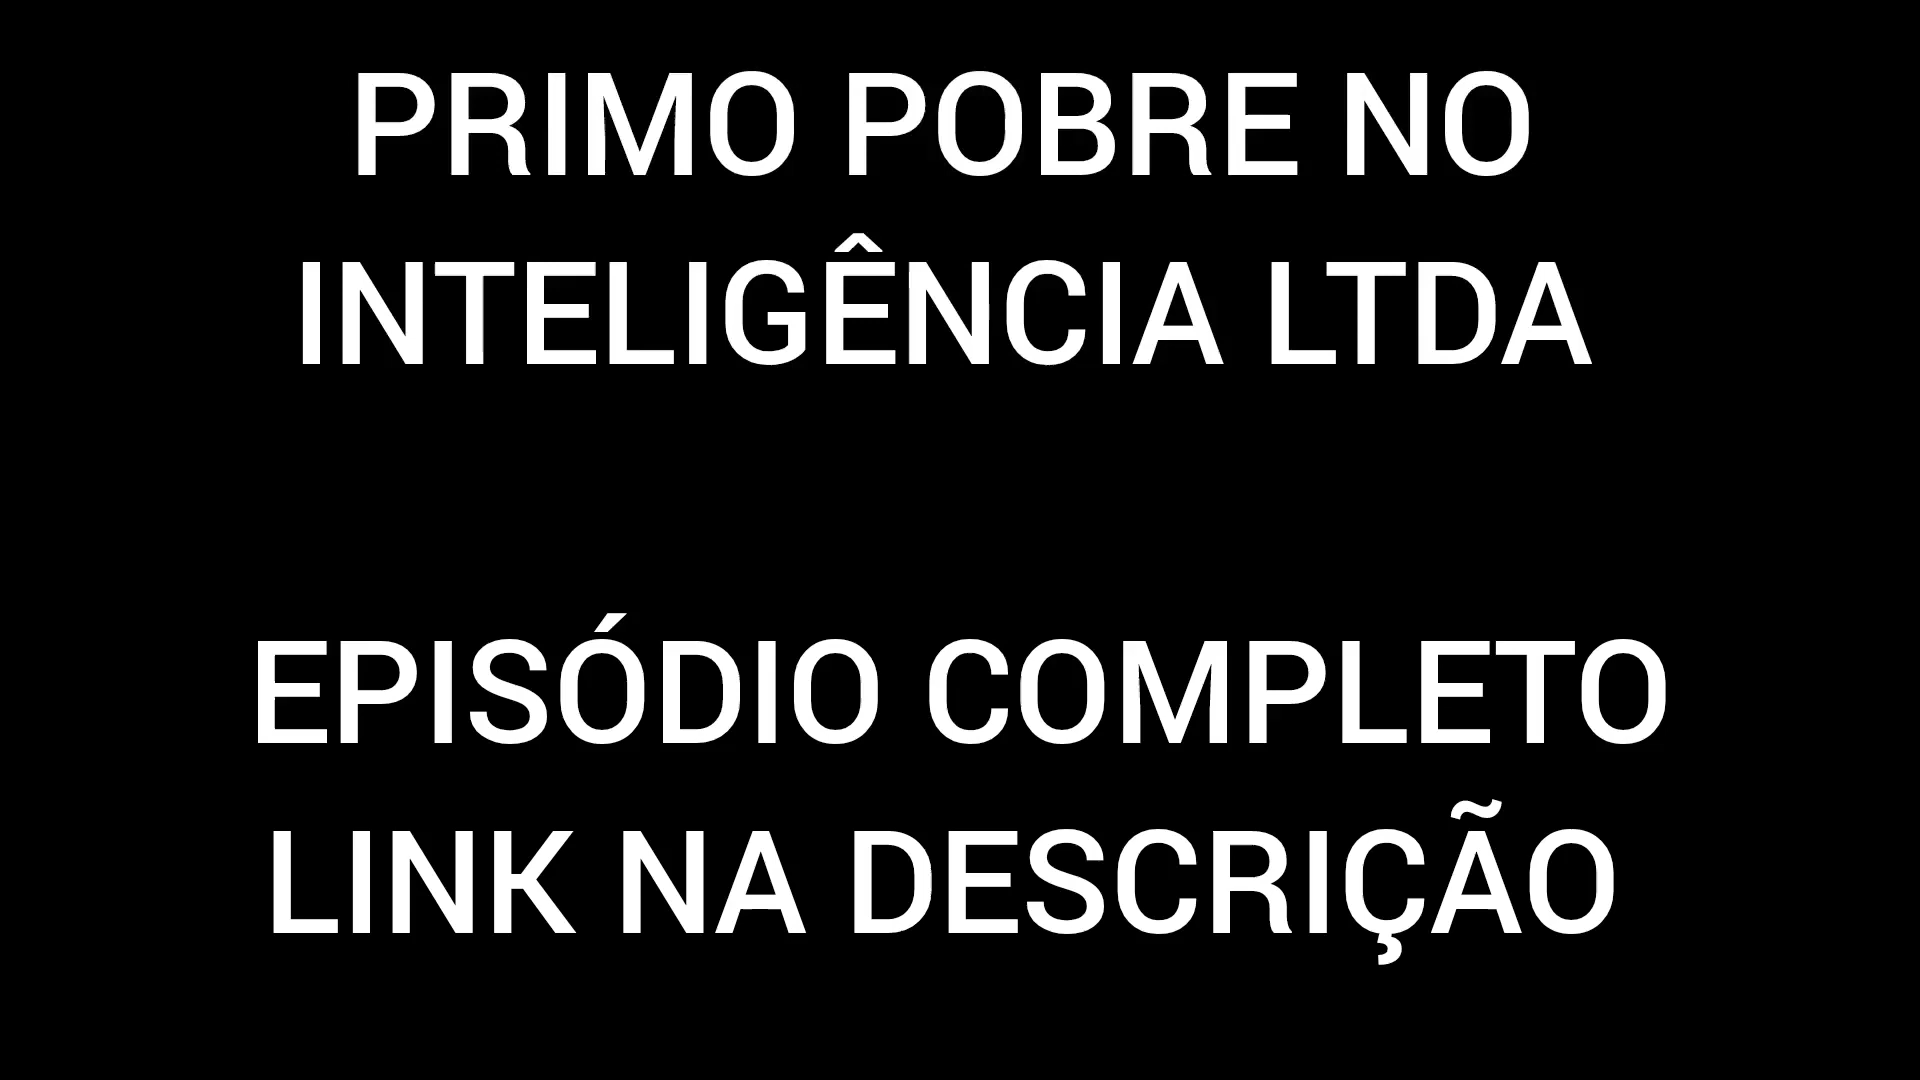 PRIMO POBRE NO
INTELIGÊNCIA LTDA
EPISÓDIO COMPLETO
LINK NA DESCRIÇÃO